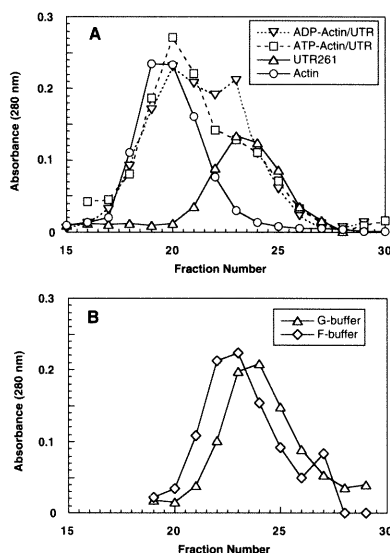 A
ADP-Actin/UTR
ATP-Actin/UTR
UTR261
Actin
Absorbance (280 nm)
0.3
0.2
0.1
0
15 20 25 30
Fraction Number
B
G-buffer
F-buffer
Absorbance (280 nm)
0.3
0.2
0.1
0
15 20 25 30
Fraction Number